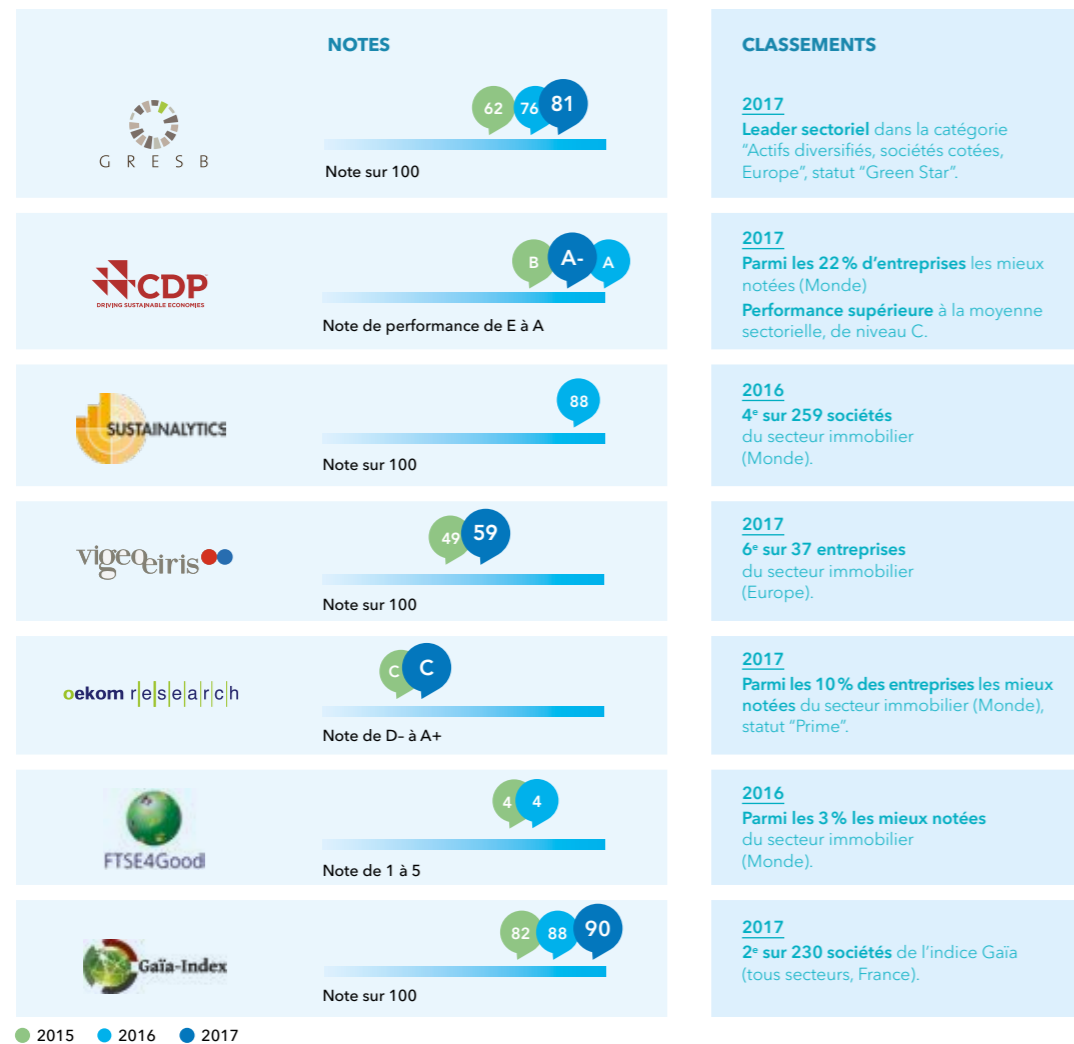 NOTES
CLASSEMENTS
62 76 81
GRESB
Note sur 100
2017
Leader sectoriel dans la catégorie
"Actifs diversifiés, sociétés cotées,
Europe", statut "Green Star".
CDP
DRIVING SUSTAINABLE ECONOMIES
B A- A
Note de performance de E à A
2017
Parmi les 22 % d'entreprises les mieux
notées (Monde)
Performance supérieure à la moyenne
sectorielle, de niveau C.
SUSTAINALYTICS
88
Note sur 100
2016
4e sur 259 sociétés
du secteur immobilier
(Monde).
vigeoeiris
49 59
Note sur 100
2017
6e sur 37 entreprises
du secteur immobilier
(Europe).
oekom r|e|s|e|a|r|c|h
C C
Note de D– à A+
2017
Parmi les 10 % des entreprises les mieux
notées du secteur immobilier (Monde),
statut "Prime".
FTSE4Good
4 4
Note de 1 à 5
2016
Parmi les 3 % les mieux notées
du secteur immobilier
(Monde).
Gaïa-Index
82 88 90
Note sur 100
2017
2e sur 230 sociétés de l'indice Gaïa
(tous secteurs, France).
2015 2016 2017